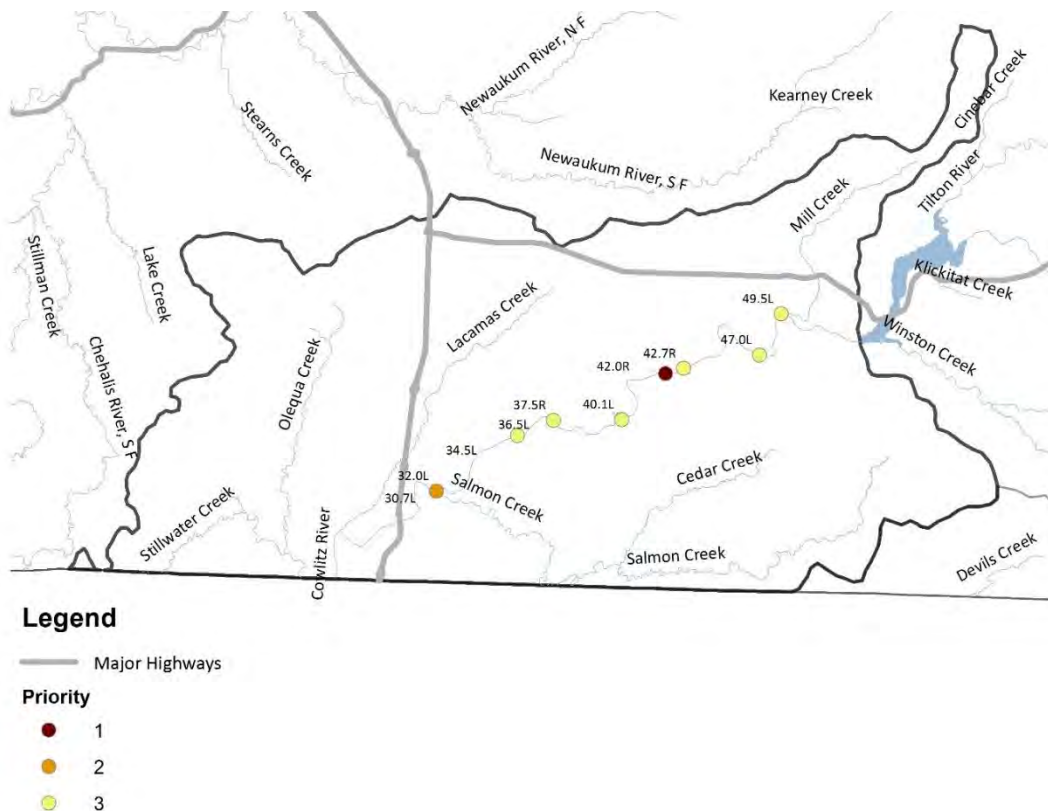 Newaukum River, N F
Kearney Creek
Cinebar Creek
Stearns Creek
Newaukum River, S F
Mill Creek
Tilton River
Stillman Creek
Lake Creek
Klickitat Creek
Lacamas Creek
49.5L
Winston Creek
Chehalis River, S F
Olequa Creek
47.0L
42.7R
42.0R
37.5R
40.1L
36.5L
34.5L
Cedar Creek
32.0L
Salmon Creek
30.7L
Stillwater Creek
Cowlitz River
Salmon Creek
Devils Creek
Legend
Major Highways
Priority
1
2
3